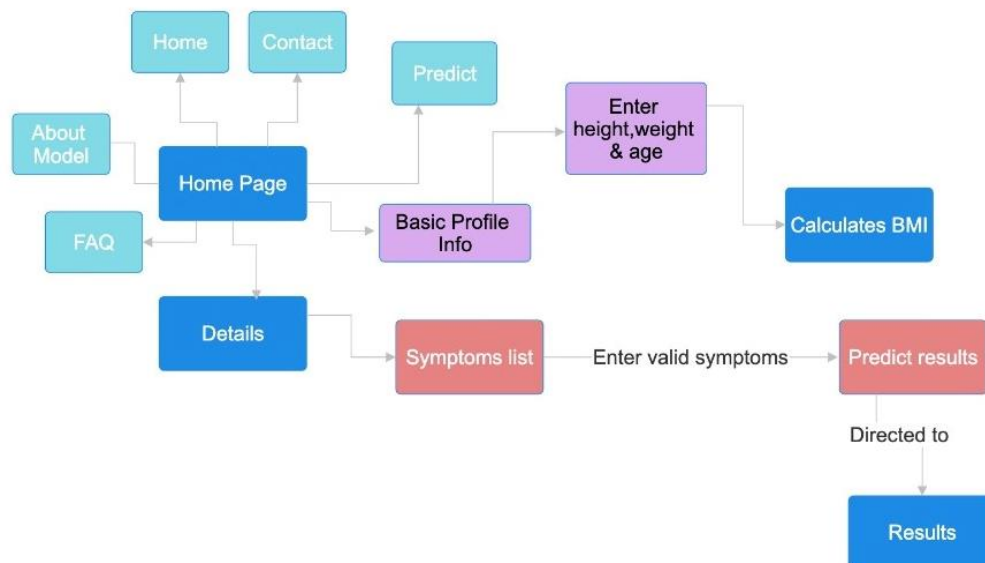 Home
Contact
Predict
Enter
height,weight
& age
About
Model
Home Page
Basic Profile
Info
Calculates BMI
FAQ
Details
Symptoms list
Enter valid symptoms
Predict results
Directed to
Results